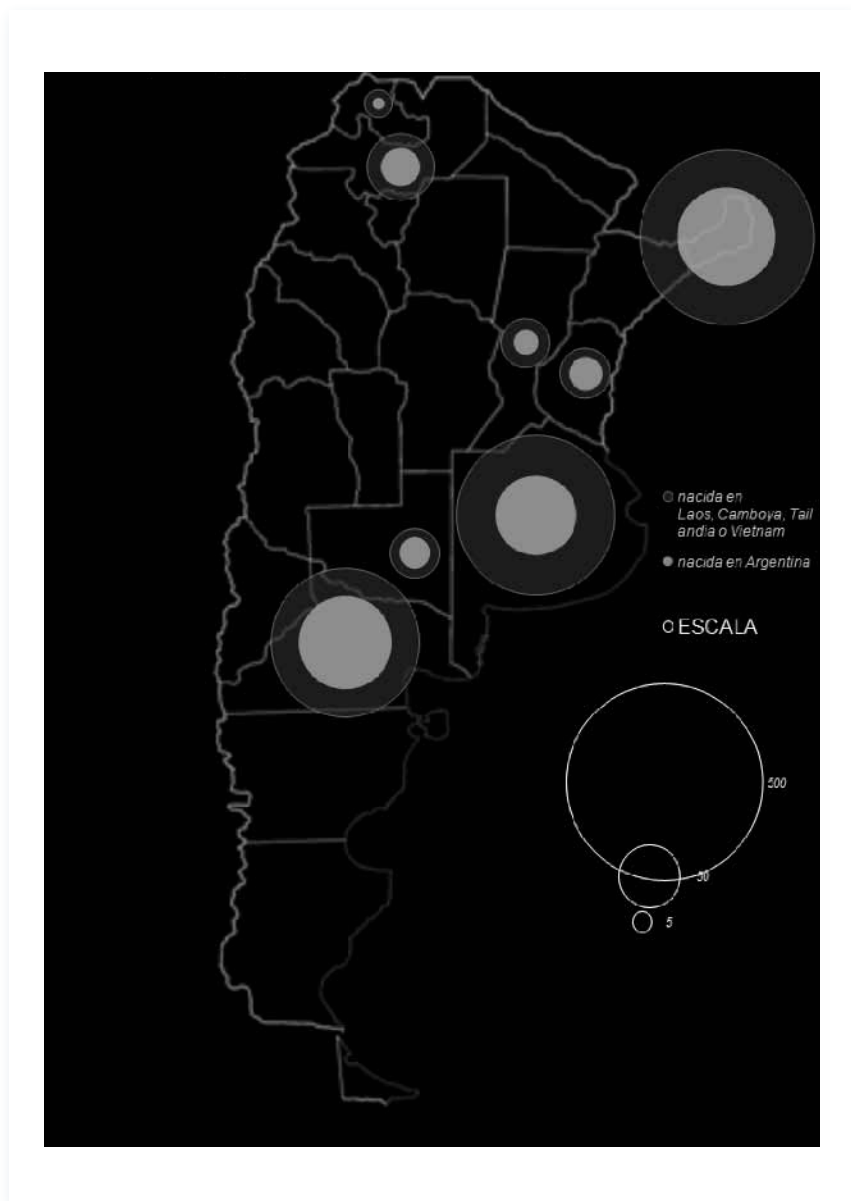 nacida en
Laos, Camboya, Tail
andia o Vietnam
nacida en Argentina
ESCALA
500
50
5